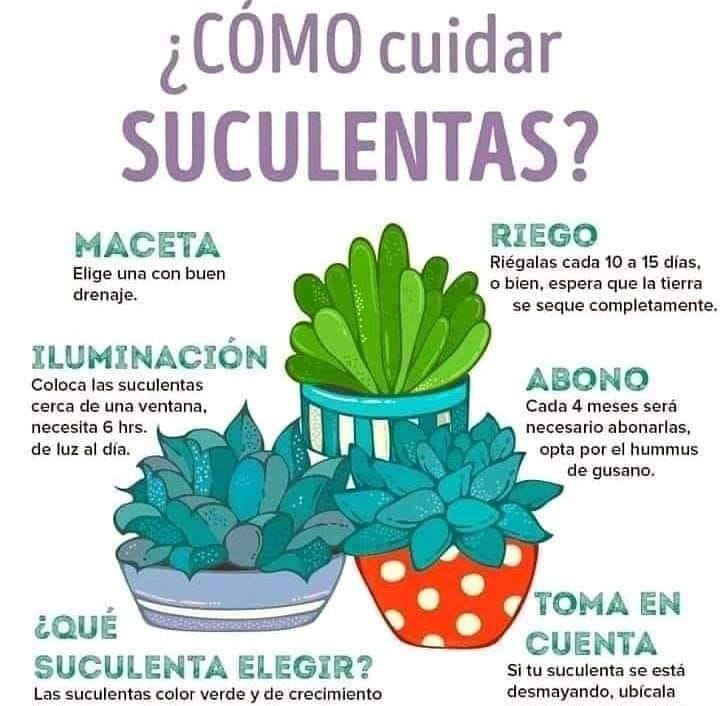 ¿CÓMO cuidar
SUCULENTAS?
MACETA
Elige una con buen
drenaje.
RIEGO
Riégalas cada 10 a 15 días,
o bien, espera que la tierra
se seque completamente.
ILUMINACIÓN
Coloca las suculentas
cerca de una ventana,
necesita 6 hrs.
de luz al día.
ABONO
Cada 4 meses será
necesario abonarlas,
opta por el hummus
de gusano.
¿QUÉ
SUCULENTA ELEGIR?
Las suculentas color verde y de crecimiento
TOMA EN
CUENTA
Si tu suculenta se está
desmayando, ubícala